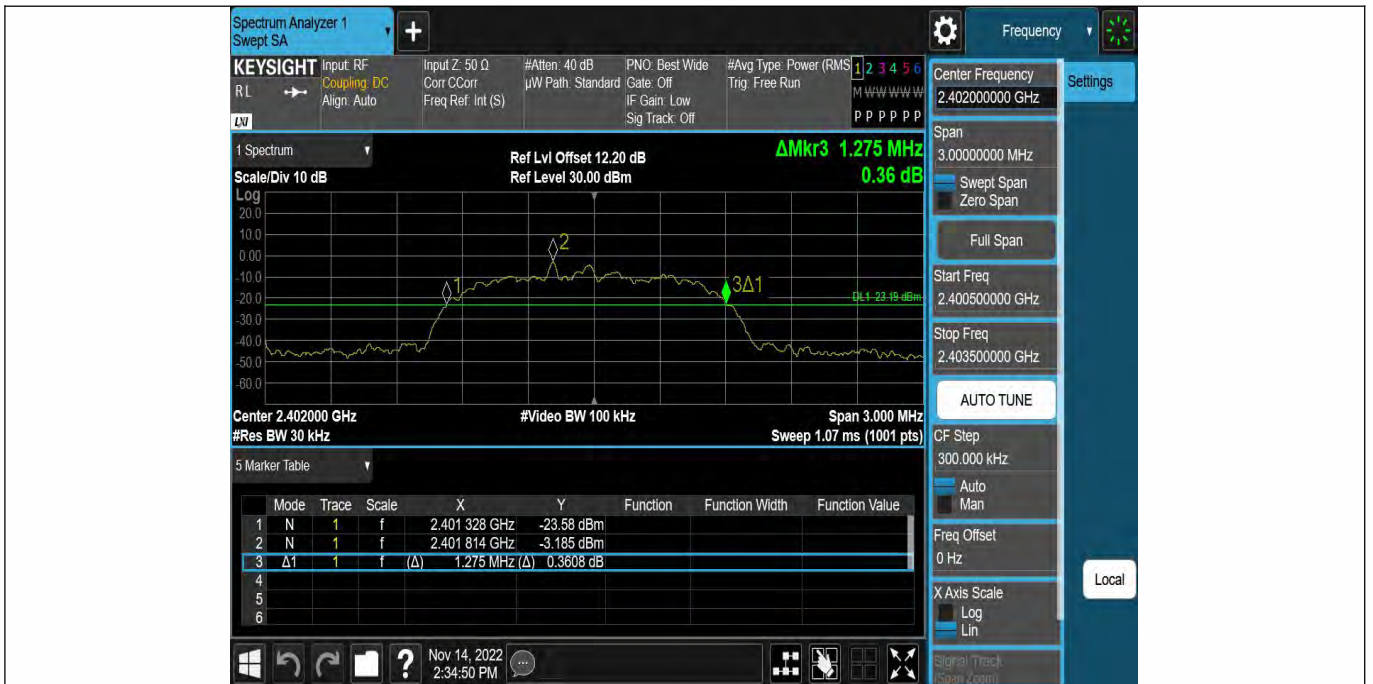 Spectrum Analyzer 1
Swept SA
+
Frequency
KEYSIGHT
RL
LXI
Input: RF
Coupling: DC
Align: Auto
Input Z: 50 Ω
Corr CCorr
Freq Ref: Int (S)
#Atten: 40 dB
µW Path: Standard
PNO: Best Wide
Gate: Off
IF Gain: Low
Sig Track: Off
#Avg Type: Power (RMS
Trig: Free Run
1 2 3 4 5 6
M W W W W W
P P P P P P
1 Spectrum
Scale/Div 10 dB
Ref Lvl Offset 12.20 dB
Ref Level 30.00 dBm
ΔMkr3 1.275 MHz
0.36 dB
Log
20.0
10.0
0.00
-10.0
-20.0
-30.0
-40.0
-50.0
-60.0
1
2
3Δ1
DL1 -23.19 dBm
Center 2.402000 GHz
#Video BW 100 kHz
Span 3.000 MHz
#Res BW 30 kHz
Sweep 1.07 ms (1001 pts)
5 Marker Table
Mode Trace Scale X Y Function Function Width Function Value
1 N 1 f 2.401 328 GHz -23.58 dBm
2 N 1 f 2.401 814 GHz -3.185 dBm
3 Δ1 1 f (Δ) 1.275 MHz (Δ) 0.3608 dB
4
5
6
?
Nov 14, 2022
2:34:50 PM
Center Frequency
2.402000000 GHz
Settings
Span
3.00000000 MHz
Swept Span
Zero Span
Full Span
Start Freq
2.400500000 GHz
Stop Freq
2.403500000 GHz
AUTO TUNE
CF Step
300.000 kHz
Auto
Man
Freq Offset
0 Hz
X Axis Scale
Log
Lin
Signal Track
(Span Zoom)
Local